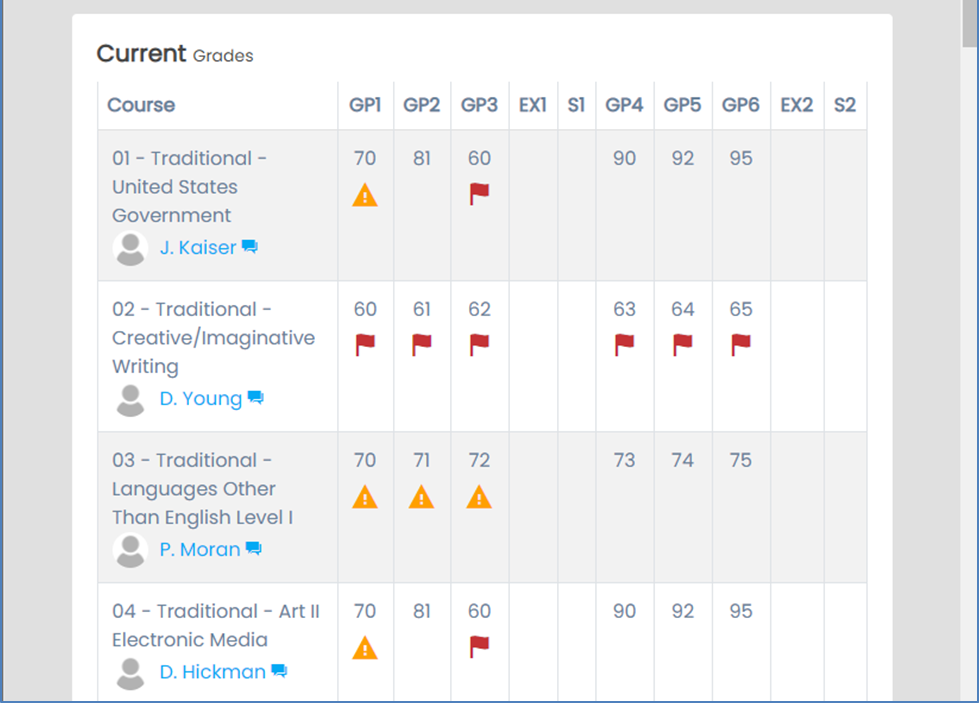 Current Grades
Course GP1 GP2 GP3 EX1 S1 GP4 GP5 GP6 EX2 S2
01 - Traditional - 70 81 60 90 92 95
United States
Government
J. Kaiser
02 - Traditional - 60 61 62 63 64 65
Creative/Imaginative
Writing
D. Young
03 - Traditional - 70 71 72 73 74 75
Languages Other
Than English Level I
P. Moran
04 - Traditional - Art II 70 81 60 90 92 95
Electronic Media
D. Hickman